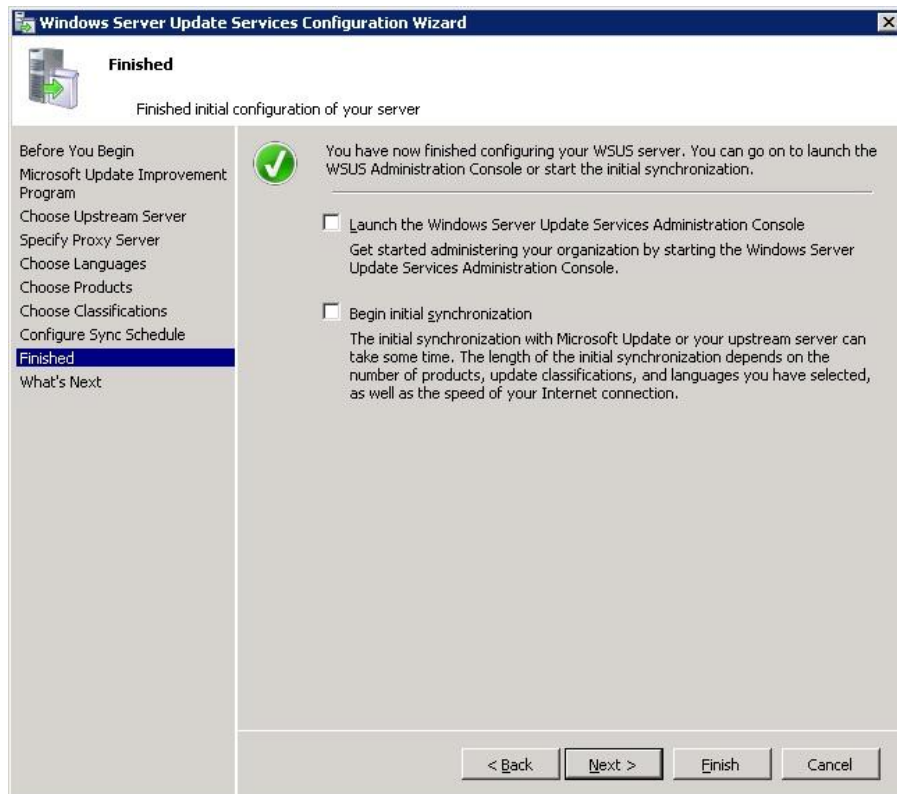 Windows Server Update Services Configuration Wizard
Finished
Finished initial configuration of your server
Before You Begin
Microsoft Update Improvement
Program
Choose Upstream Server
Specify Proxy Server
Choose Languages
Choose Products
Choose Classifications
Configure Sync Schedule
Finished
What's Next
You have now finished configuring your WSUS server. You can go on to launch the
WSUS Administration Console or start the initial synchronization.
Launch the Windows Server Update Services Administration Console
Get started administering your organization by starting the Windows Server
Update Services Administration Console.
Begin initial synchronization
The initial synchronization with Microsoft Update or your upstream server can
take some time. The length of the initial synchronization depends on the
number of products, update classifications, and languages you have selected,
as well as the speed of your Internet connection.
< Back
Next >
Finish
Cancel